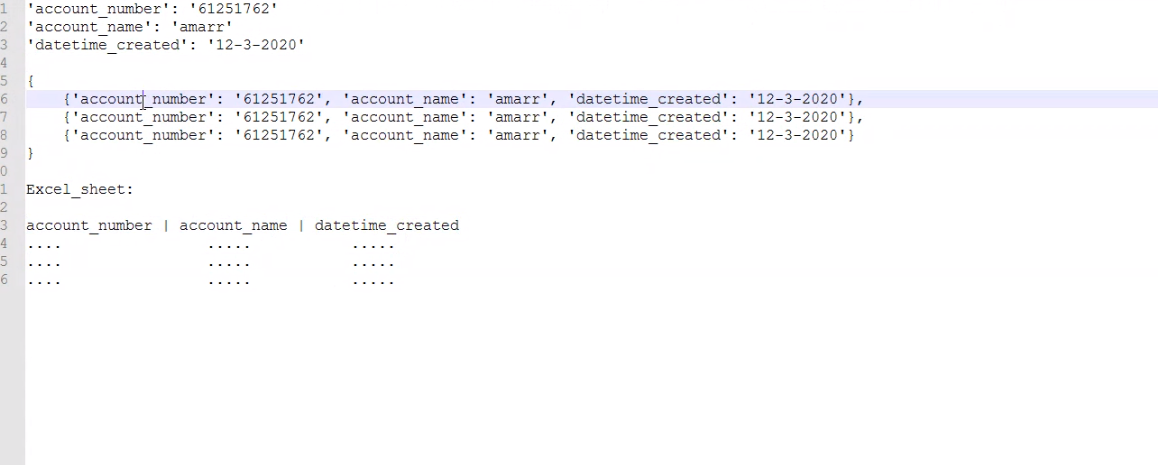 1 'account_number': '61251762'
2 'account_name': 'amarr'
3 'datetime_created': '12-3-2020'
4
5 {
6     {'account_number': '61251762', 'account_name': 'amarr', 'datetime_created': '12-3-2020'},
7     {'account_number': '61251762', 'account_name': 'amarr', 'datetime_created': '12-3-2020'},
8     {'account_number': '61251762', 'account_name': 'amarr', 'datetime_created': '12-3-2020'}
9 }
0
1 Excel_sheet:
2
3 account_number | account_name | datetime_created
4 ....                .....           .....
5 ....                .....           .....
6 ....                .....           .....